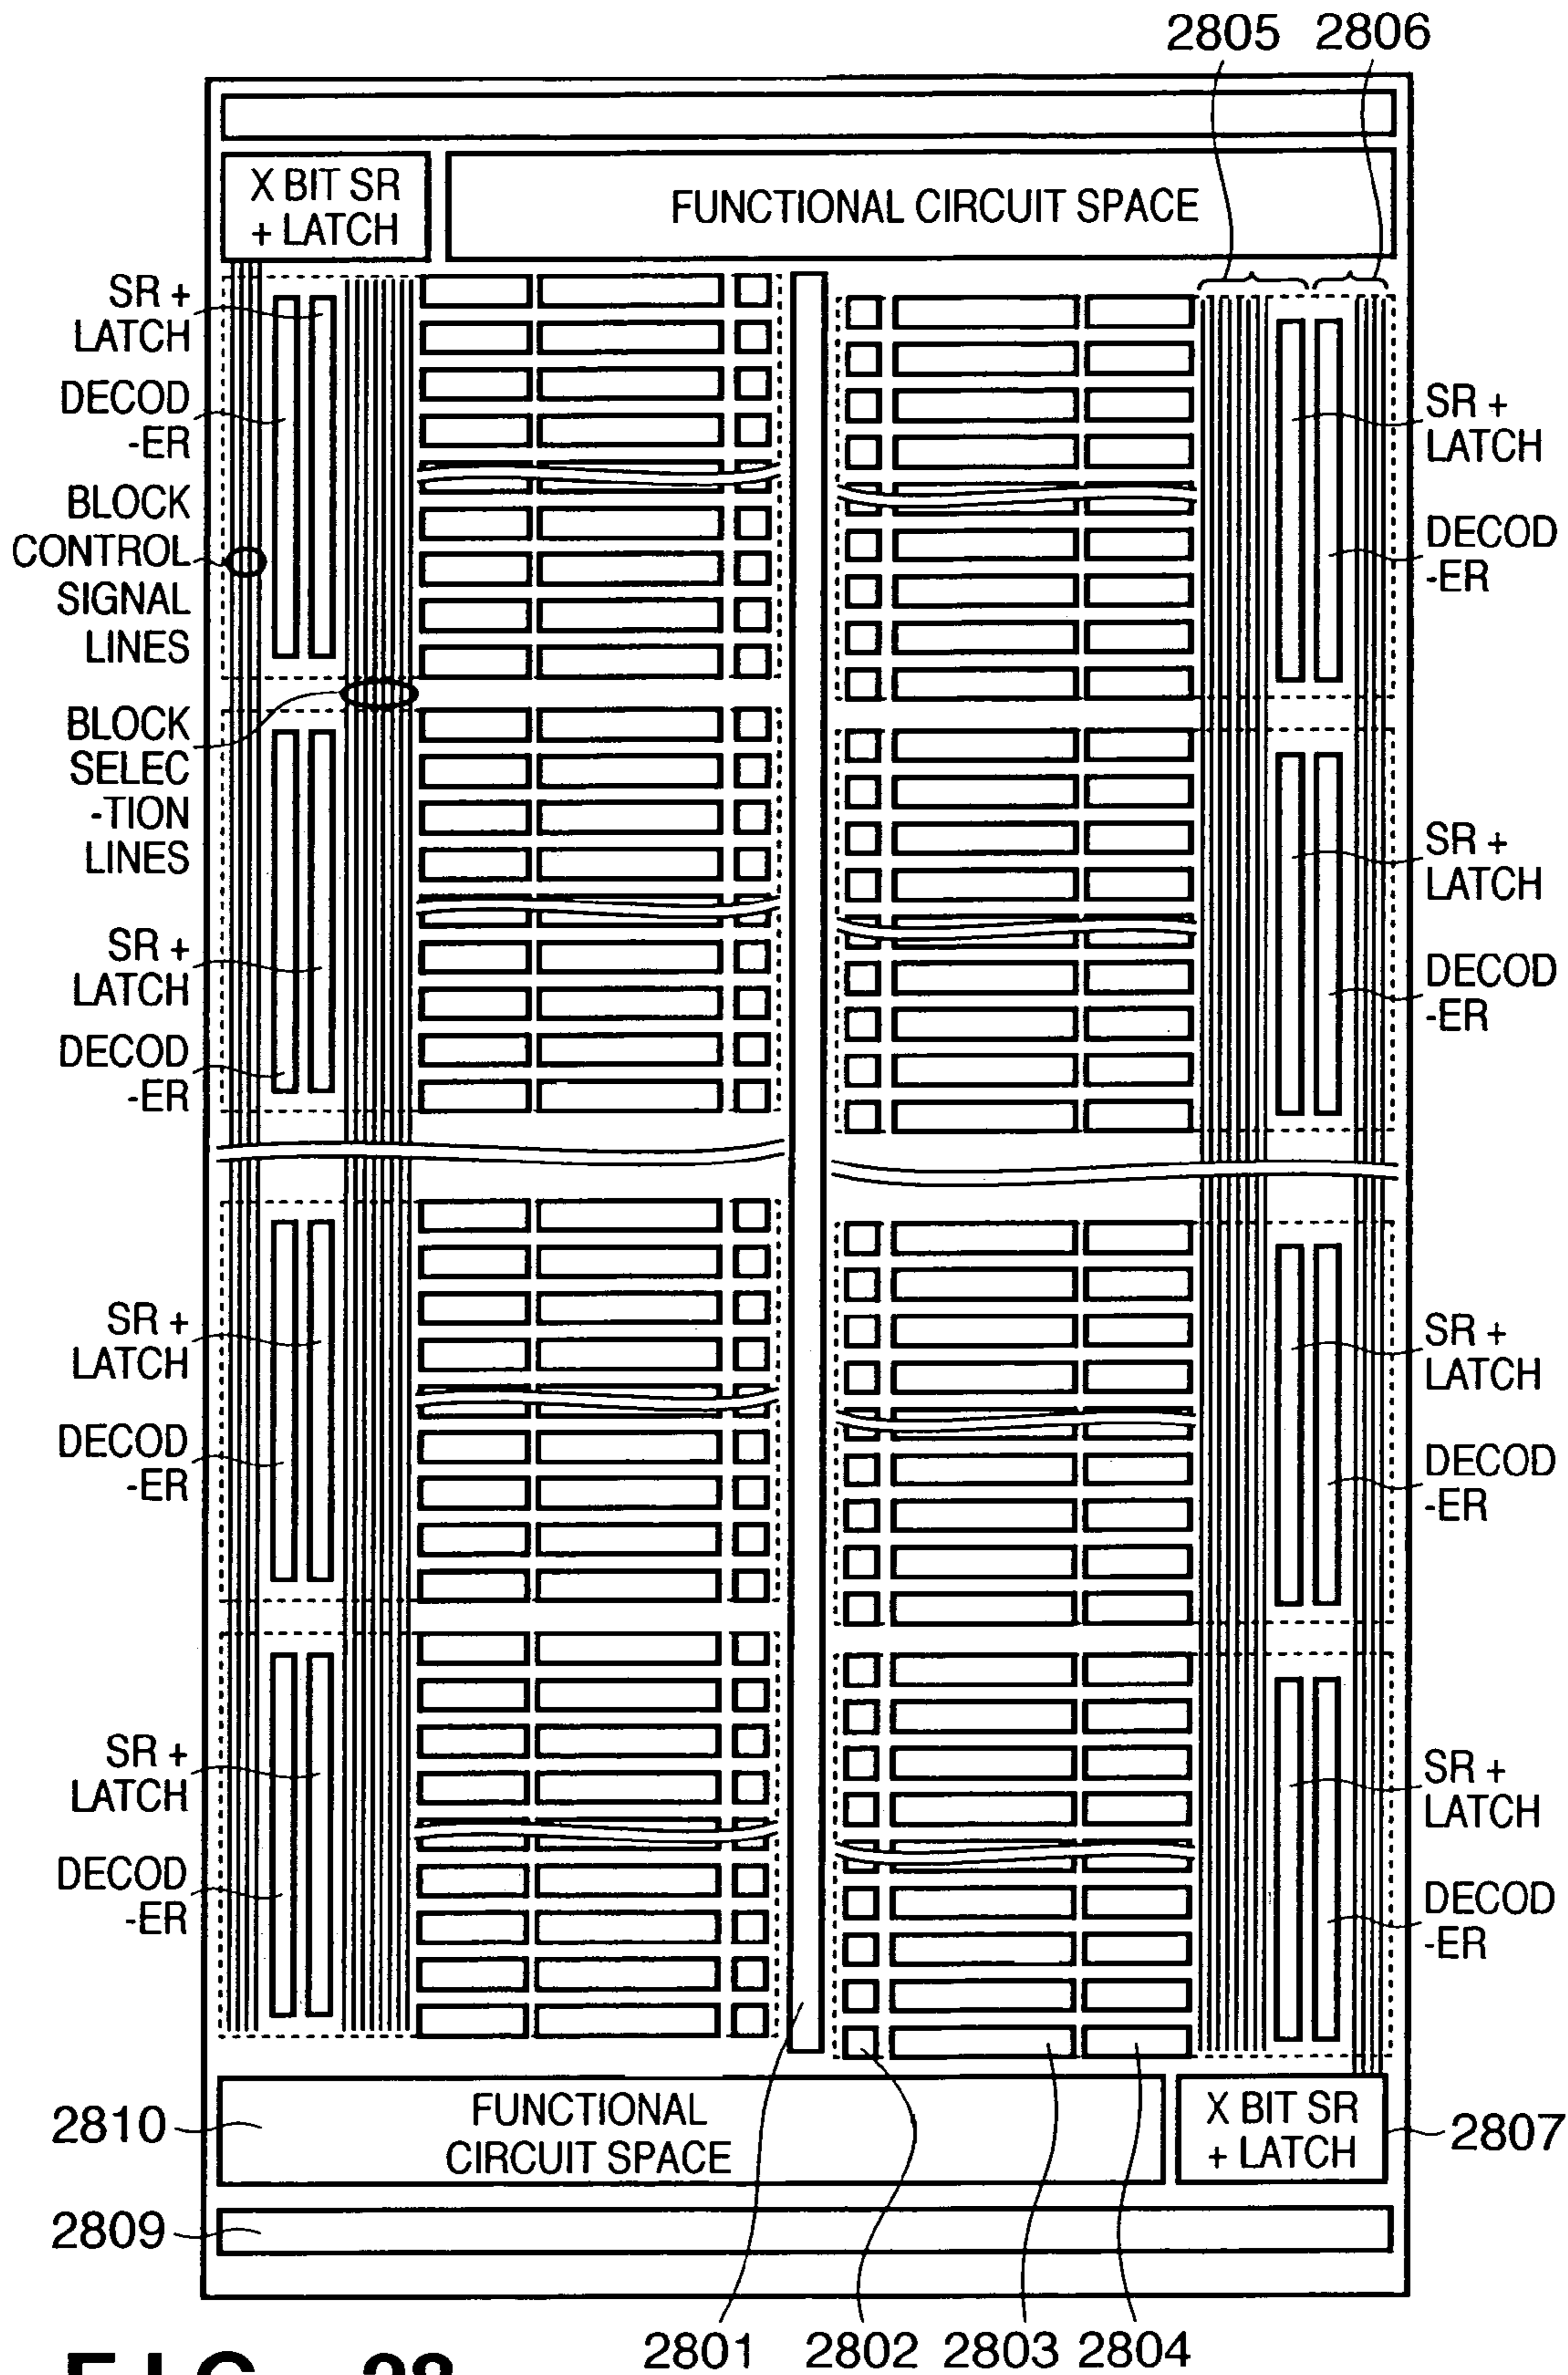 2805 2806
X BIT SR
+ LATCH
FUNCTIONAL CIRCUIT SPACE
SR +
LATCH
DECOD
-ER
BLOCK
CONTROL
SIGNAL
LINES
BLOCK
SELEC
-TION
LINES
SR +
LATCH
DECOD
-ER
SR +
LATCH
DECOD
-ER
SR +
LATCH
DECOD
-ER
SR +
LATCH
DECOD
-ER
SR +
LATCH
DECOD
-ER
SR +
LATCH
DECOD
-ER
SR +
LATCH
DECOD
-ER
2810
FUNCTIONAL
CIRCUIT SPACE
X BIT SR
+ LATCH
2807
2809
2801 2802 2803 2804
FIG. 28